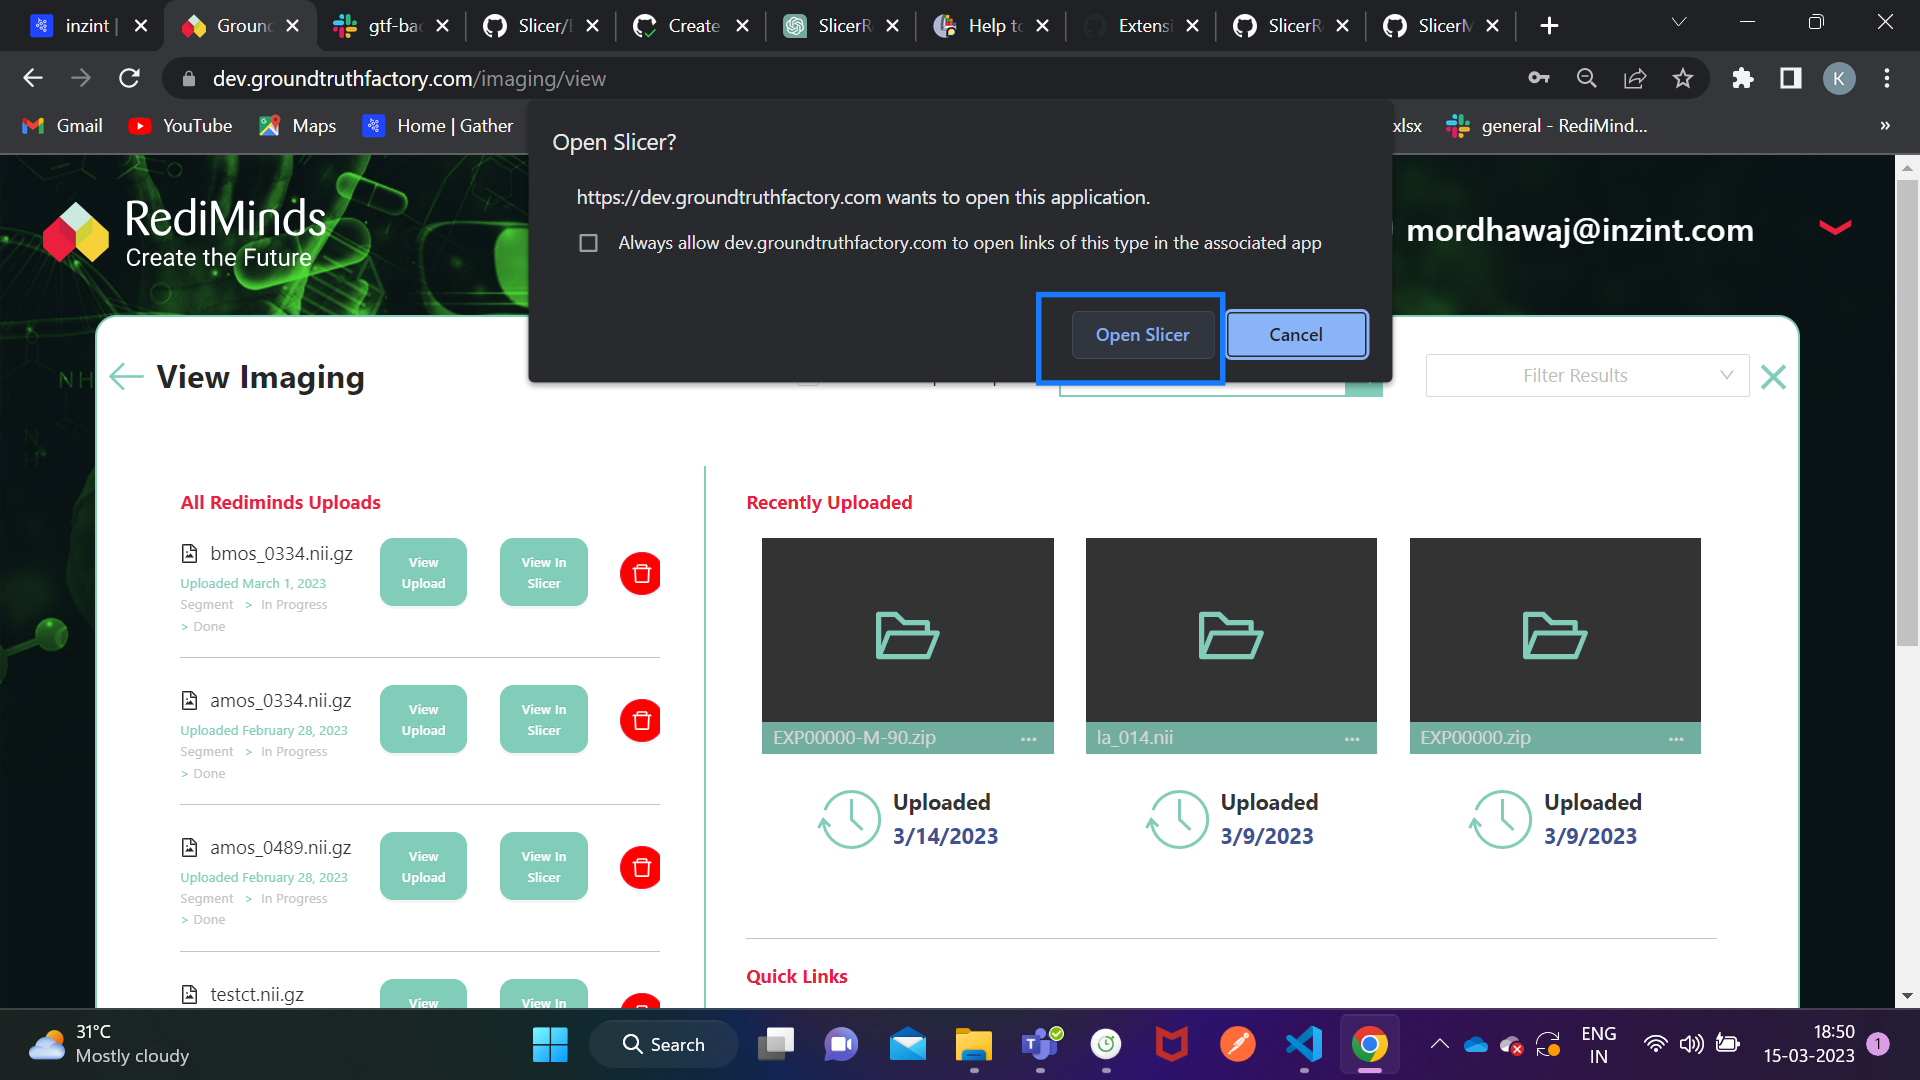 inzint |
Ground
gtf-bac
Slicer/E
Create
SlicerR
Help to
Extensi
SlicerR
SlicerM
dev.groundtruthfactory.com/imaging/view
K
Gmail
YouTube
Maps
Home | Gather
xlsx
general - RediMind...
»
Open Slicer?
https://dev.groundtruthfactory.com wants to open this application.
Always allow dev.groundtruthfactory.com to open links of this type in the associated app
Open Slicer
Cancel
RediMinds
Create the Future
mordhawaj@inzint.com
View Imaging
Filter Results
All Rediminds Uploads
bmos_0334.nii.gz
Uploaded March 1, 2023
Segment > In Progress
> Done
View
Upload
View In
Slicer
amos_0334.nii.gz
Uploaded February 28, 2023
Segment > In Progress
> Done
View
Upload
View In
Slicer
amos_0489.nii.gz
Uploaded February 28, 2023
Segment > In Progress
> Done
View
Upload
View In
Slicer
testct.nii.gz
View
View In
Recently Uploaded
EXP00000-M-90.zip
la_014.nii
EXP00000.zip
Uploaded
3/14/2023
Uploaded
3/9/2023
Uploaded
3/9/2023
Quick Links
31°C
Mostly cloudy
Search
ENG
IN
18:50
15-03-2023
1